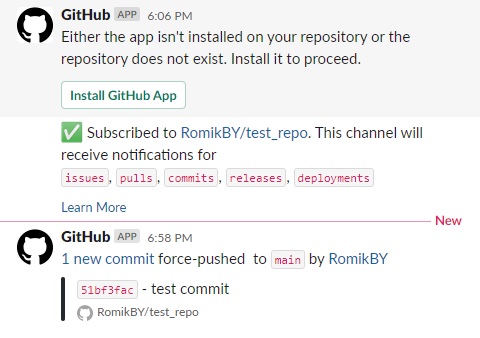 GitHub APP 6:06 PM
Either the app isn't installed on your repository or the
repository does not exist. Install it to proceed.
Install GitHub App
Subscribed to RomikBY/test_repo. This channel will
receive notifications for
issues, pulls, commits, releases, deployments
Learn More
New
GitHub APP 6:58 PM
1 new commit force-pushed to main by RomikBY
51bf3fac - test commit
RomikBY/test_repo